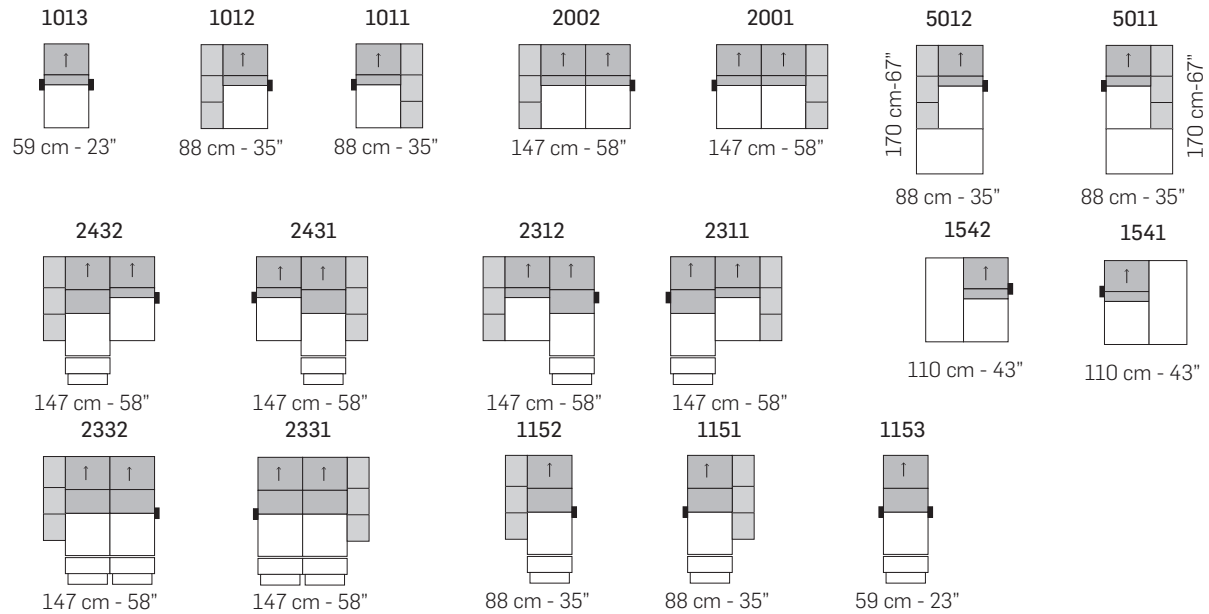 1013 1012 1011 2002 2001 5012 5011
170 cm-67" 170 cm-67"
59 cm - 23" 88 cm - 35" 88 cm - 35" 147 cm - 58" 147 cm - 58"
88 cm - 35" 88 cm - 35"
2432 2431 2312 2311 1542 1541
110 cm - 43" 110 cm - 43"
147 cm - 58" 147 cm - 58" 147 cm - 58" 147 cm - 58"
2332 2331 1152 1151 1153
147 cm - 58" 147 cm - 58" 88 cm - 35" 88 cm - 35" 59 cm - 23"